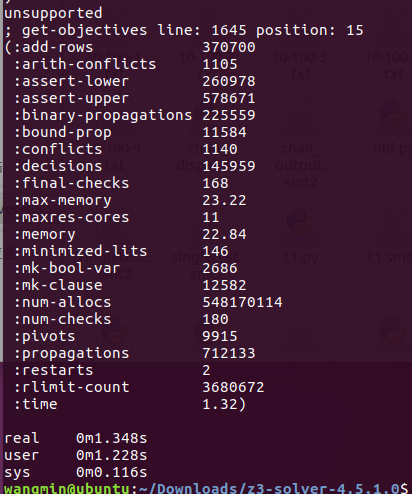 unsupported
; get-objectives line: 1645 position: 15
(:add-rows 370700
:arith-conflicts 1105
:assert-lower 260978
:assert-upper 578671
:binary-propagations 225559
:bound-prop 11584
:conflicts 1140
:decisions 145959
:final-checks 168
:max-memory 23.22
:maxres-cores 11
:memory 22.84
:minimized-lits 146
:mk-bool-var 2686
:mk-clause 12582
:num-allocs 548170114
:num-checks 180
:pivots 9915
:propagations 712133
:restarts 2
:rlimit-count 3680672
:time 1.32)
real 0m1.348s
user 0m1.228s
sys 0m0.116s
wangmin@ubuntu:~/Downloads/z3-solver-4.5.1.0$